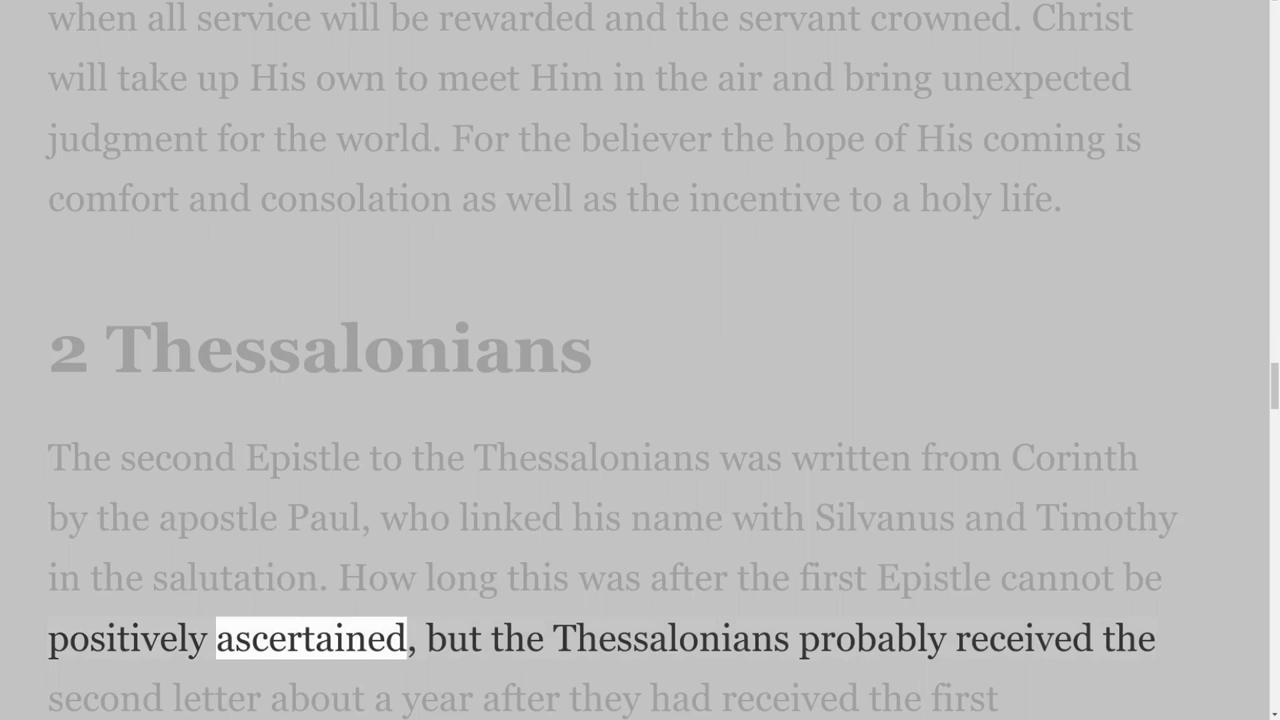 when all service will be rewarded and the servant crowned. Christ
will take up His own to meet Him in the air and bring unexpected
judgment for the world. For the believer the hope of His coming is
comfort and consolation as well as the incentive to a holy life.
2 Thessalonians
The second Epistle to the Thessalonians was written from Corinth
by the apostle Paul, who linked his name with Silvanus and Timothy
in the salutation. How long this was after the first Epistle cannot be
positively ascertained, but the Thessalonians probably received the
second letter about a year after they had received the first